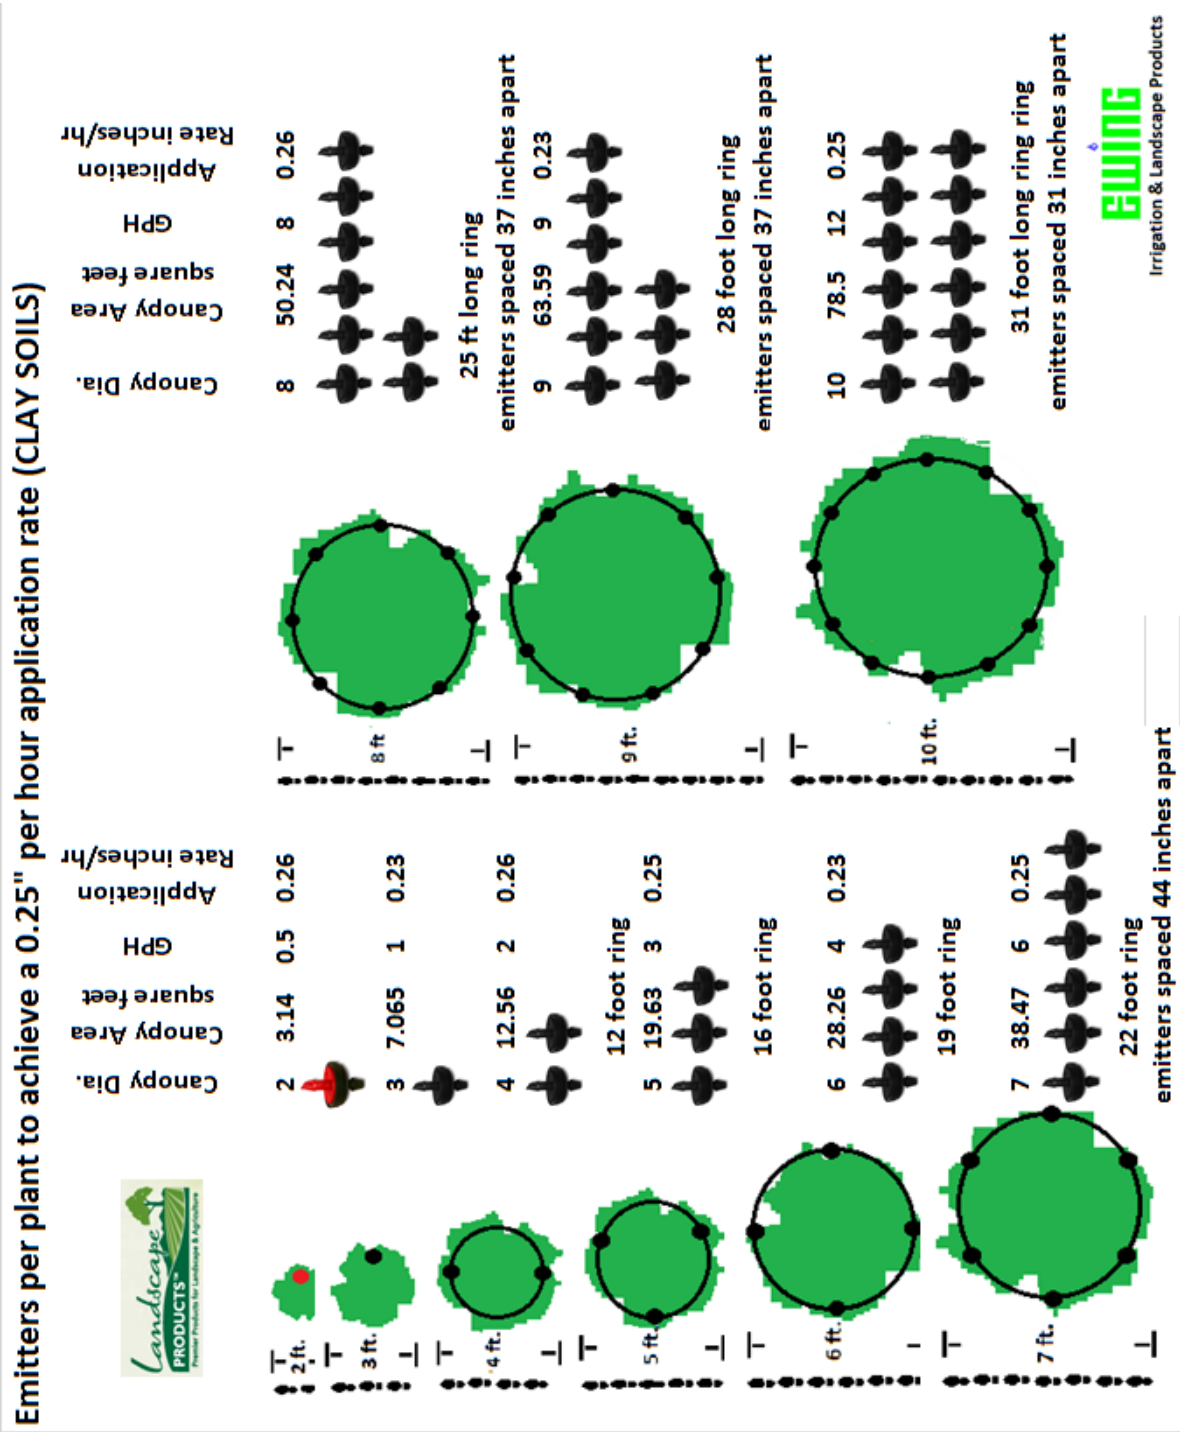 Emitters per plant to achieve a 0.25" per hour application rate (CLAY SOILS)
Landscape
PRODUCTS™
Premier Products for Landscape & Agriculture
Canopy Dia.
Canopy Area
square feet
GPH
Application
Rate inches/hr
2 ft.
2 3.14 0.5 0.26
3 ft.
3 7.065 1 0.23
4 ft.
4 12.56 2 0.26
12 foot ring
5 ft.
5 19.63 3 0.25
16 foot ring
6 ft.
6 28.26 4 0.23
19 foot ring
7 ft.
7 38.47 6 0.25
22 foot ring
emitters spaced 44 inches apart
Canopy Dia.
Canopy Area
square feet
GPH
Application
Rate inches/hr
8 ft
8 50.24 8 0.26
25 ft long ring
emitters spaced 37 inches apart
9 ft.
9 63.59 9 0.23
28 foot long ring
emitters spaced 37 inches apart
10 ft.
10 78.5 12 0.25
31 foot long ring ring
emitters spaced 31 inches apart
ewing
Irrigation & Landscape Products